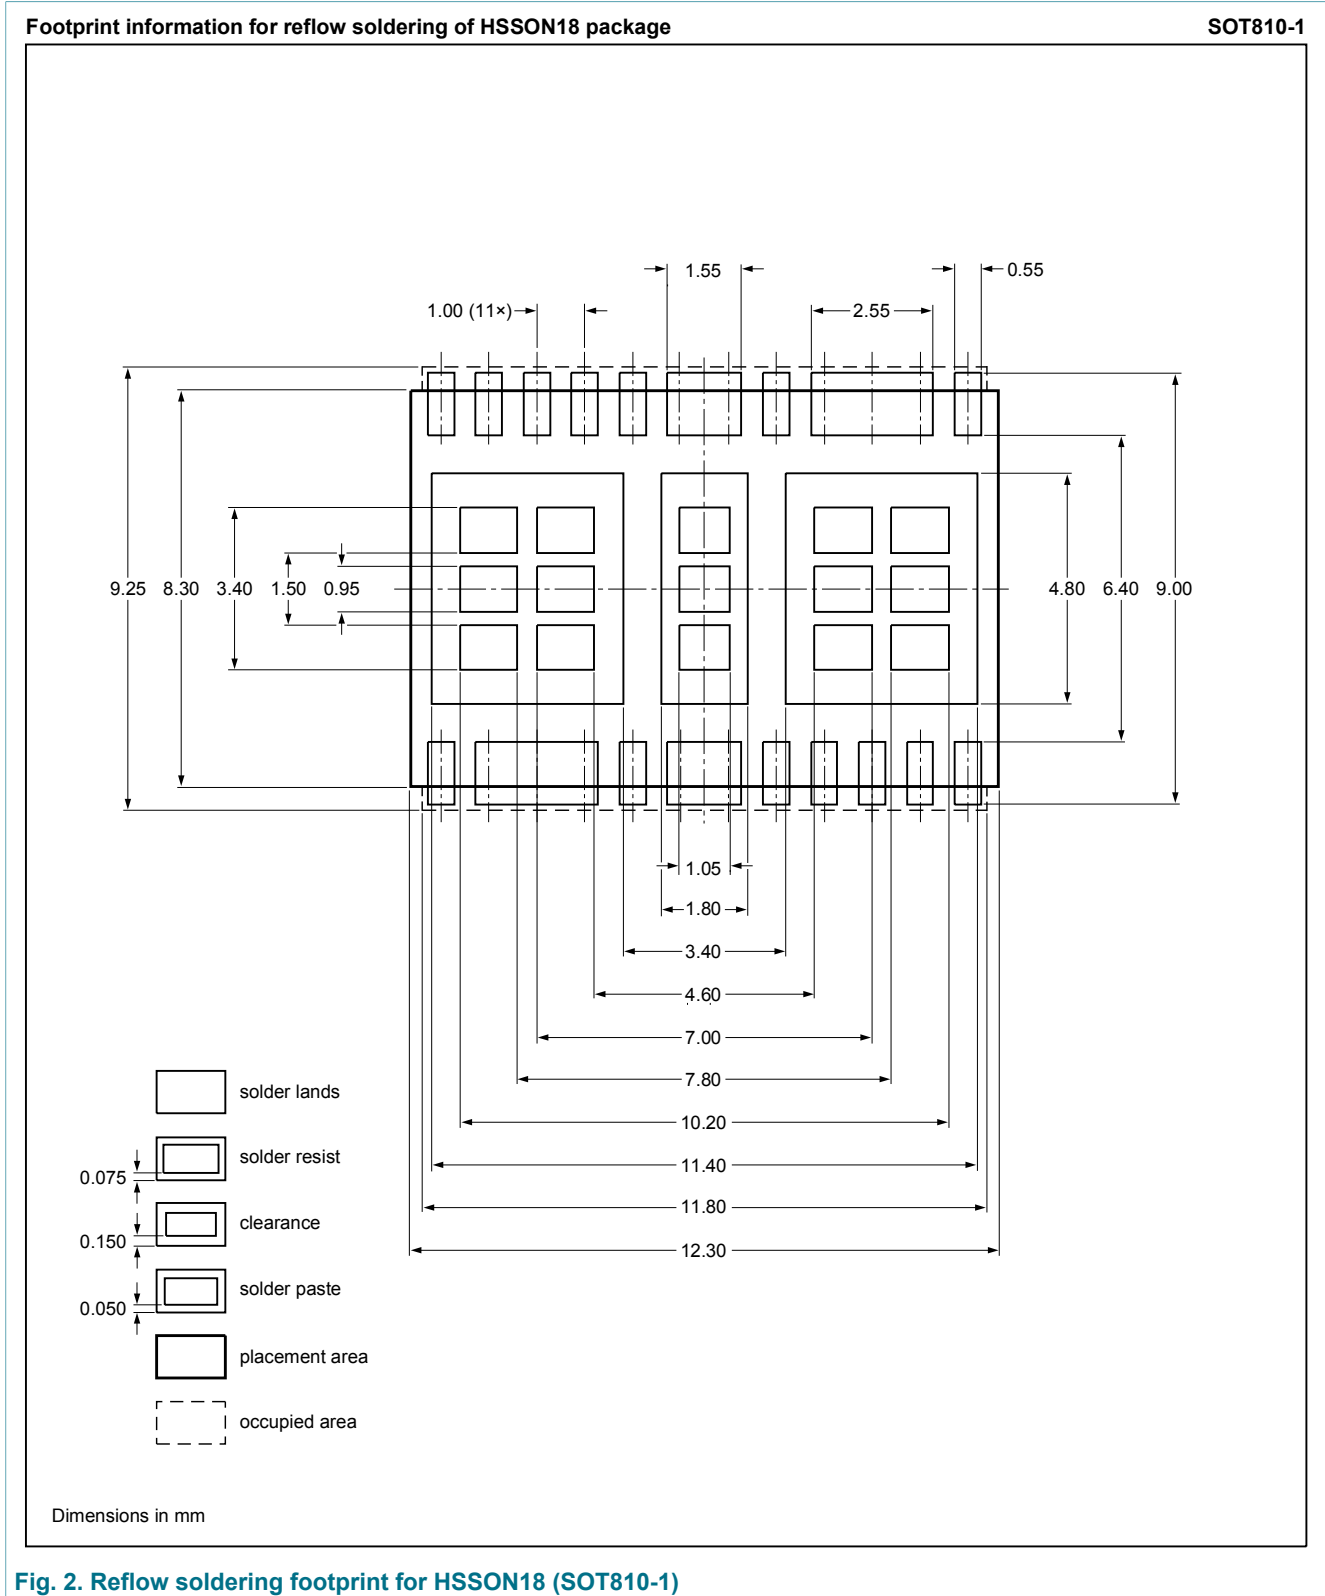 Footprint information for reflow soldering of HSSON18 package SOT810-1
1.55
0.55
1.00 (11×)
2.55
9.25 8.30 3.40 1.50 0.95 4.80 6.40 9.00
1.05
1.80
3.40
4.60
7.00
7.80
10.20
11.40
11.80
12.30
solder lands
solder resist
0.075
clearance
0.150
solder paste
0.050
placement area
occupied area
Dimensions in mm
Fig. 2. Reflow soldering footprint for HSSON18 (SOT810-1)